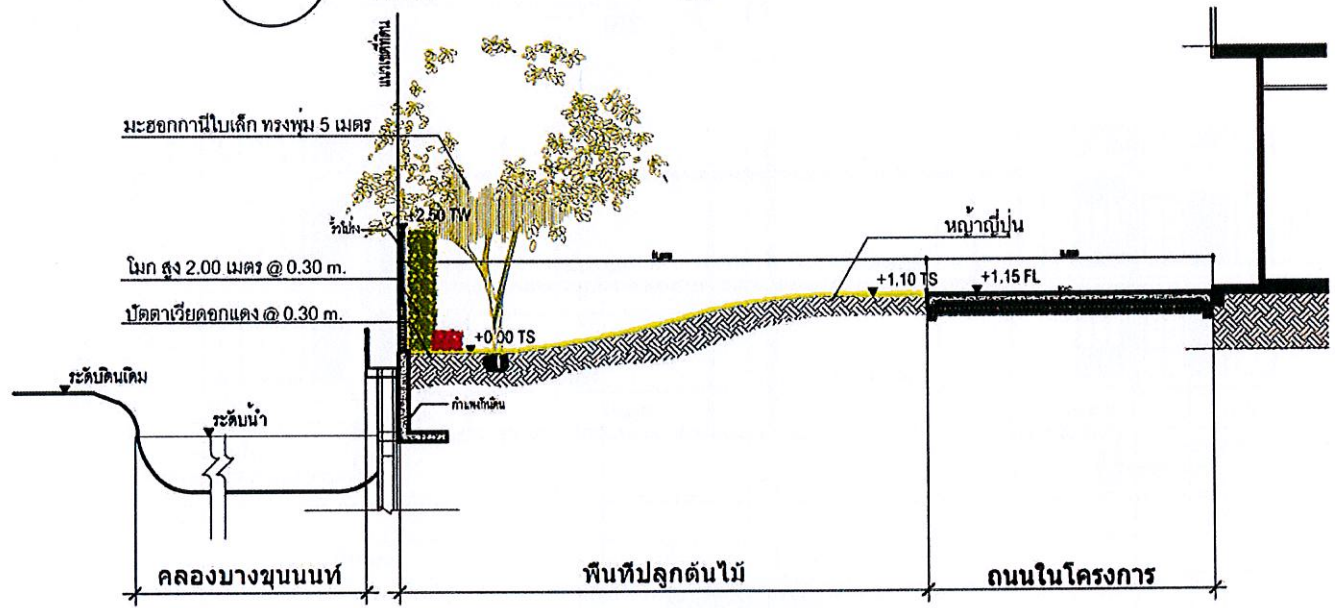 แนวเขตที่ดิน
มะฮอกกานีใบเล็ก ทรงพุ่ม 5 เมตร
+2.50 TW
รั้วโปร่ง
หญ้าญี่ปุ่น
โมก สูง 2.00 เมตร @ 0.30 m.
+1.10 TS
+1.15 FL
ปัตตาเวียดอกแดง @ 0.30 m.
+0.00 TS
ระดับดินเดิม
กำแพงกันดิน
ระดับน้ำ
คลองบางขุนนนท์
พื้นที่ปลูกต้นไม้
ถนนในโครงการ